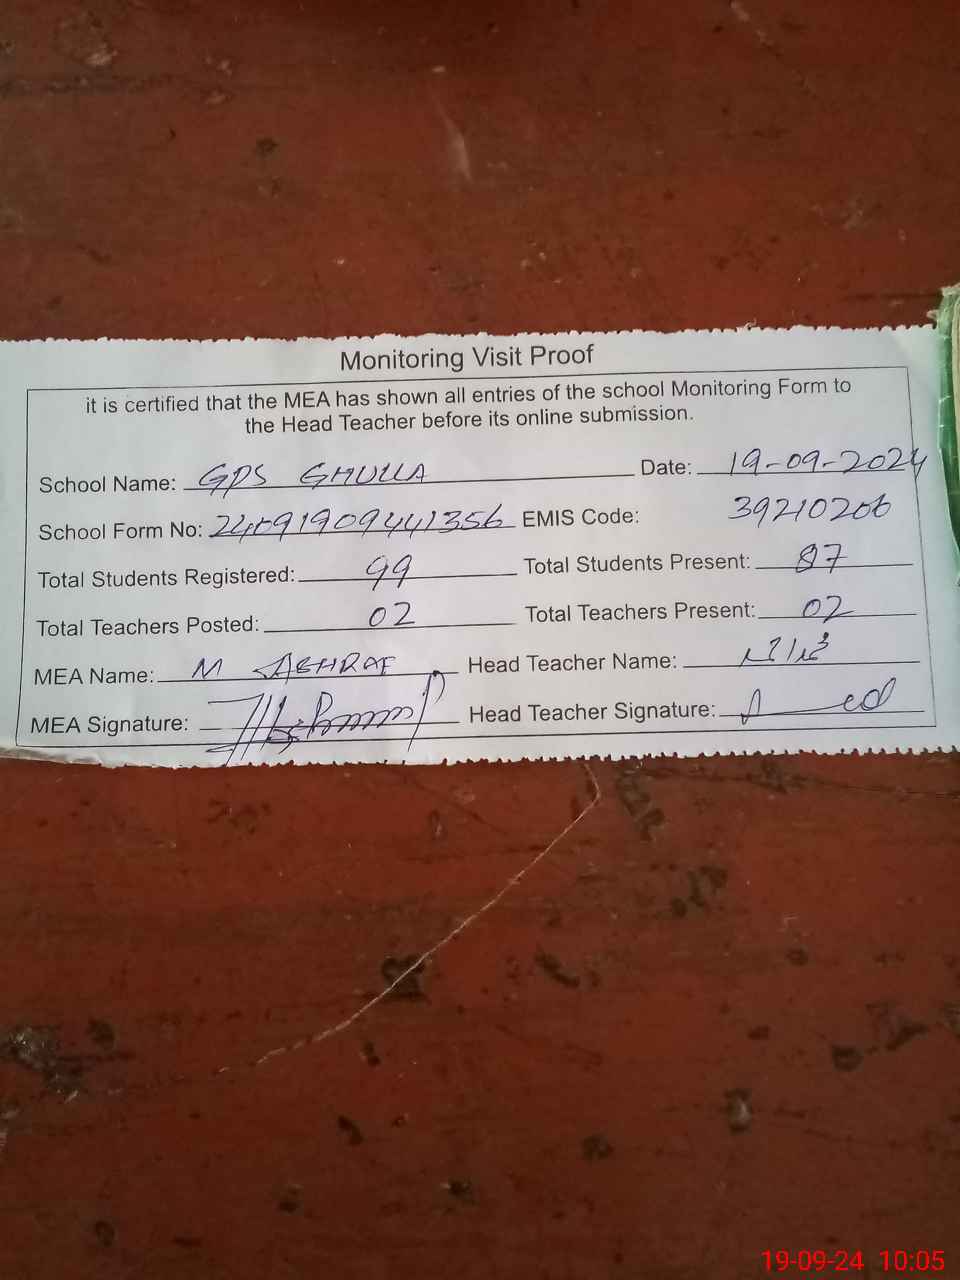 Monitoring Visit Proof
it is certified that the MEA has shown all entries of the school Monitoring Form to
the Head Teacher before its online submission.
School Name: GPS GHULLA Date: 19-09-2024
School Form No: 24091909441356 EMIS Code: 39210206
Total Students Registered: 99 Total Students Present: 87
Total Teachers Posted: 02 Total Teachers Present: 02
MEA Name: M ASHRAF Head Teacher Name:
MEA Signature: Head Teacher Signature:
19-09-24 10:05